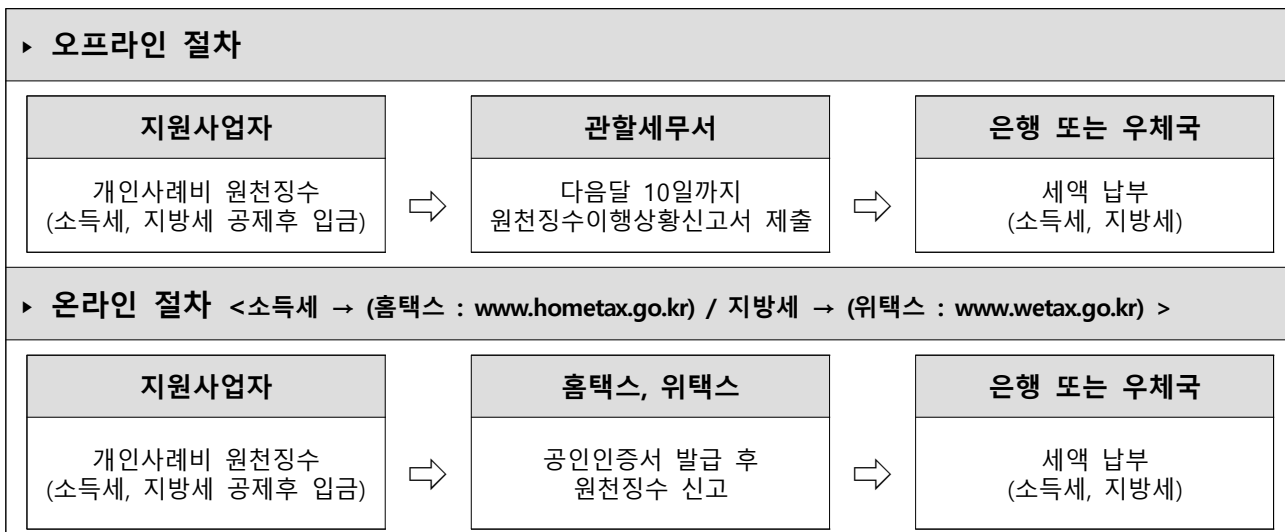 ▸ 오프라인 절차
지원사업자
개인사례비 원천징수
(소득세, 지방세 공제후 입금)
⇨
관할세무서
다음달 10일까지
원천징수이행상황신고서 제출
⇨
은행 또는 우체국
세액 납부
(소득세, 지방세)
▸ 온라인 절차 <소득세 → (홈택스 : www.hometax.go.kr) / 지방세 → (위택스 : www.wetax.go.kr) >
지원사업자
개인사례비 원천징수
(소득세, 지방세 공제후 입금)
⇨
홈택스, 위택스
공인인증서 발급 후
원천징수 신고
⇨
은행 또는 우체국
세액 납부
(소득세, 지방세)